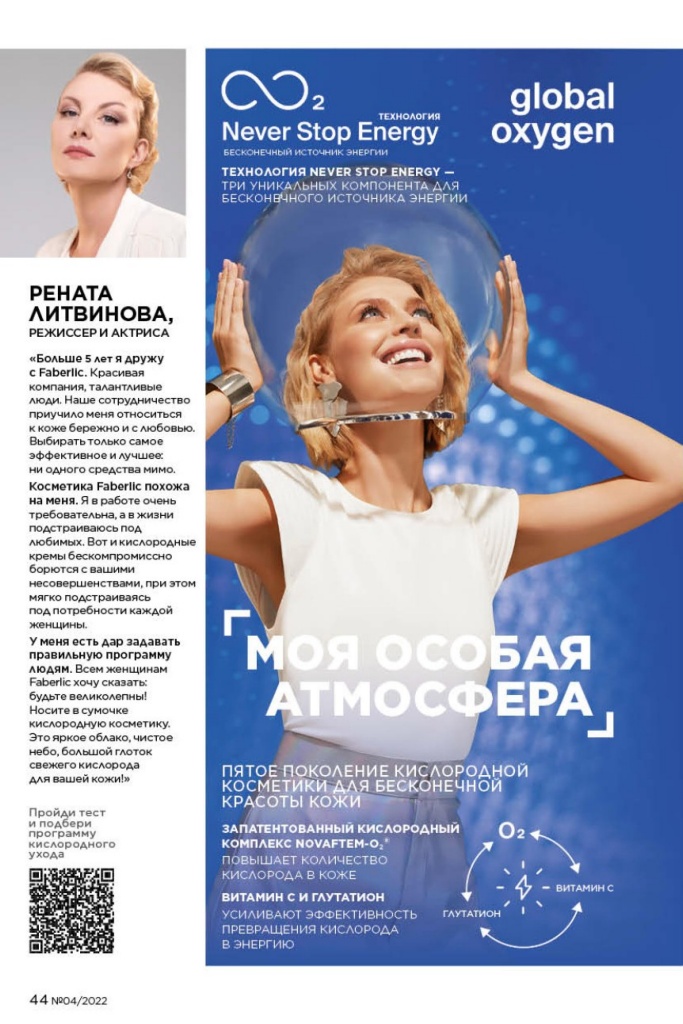 РЕНАТА
ЛИТВИНОВА,
РЕЖИССЕР И АКТРИСА
«Больше 5 лет я дружу
с Faberlic. Красивая
компания, талантливые
люди. Наше сотрудничество
приучило меня относиться
к коже бережно и с любовью.
Выбирать только самое
эффективное и лучшее:
ни одного средства мимо.
Косметика Faberlic похожа
на меня. Я в работе очень
требовательна, а в жизни
подстраиваюсь под
любимых. Вот и кислородные
кремы бескомпромиссно
борются с вашими
несовершенствами, при этом
мягко подстраиваясь
под потребности каждой
женщины.
У меня есть дар задавать
правильную программу
людям. Всем женщинам
Faberlic хочу сказать:
будьте великолепны!
Носите в сумочке
кислородную косметику.
Это яркое облако, чистое
небо, большой глоток
свежего кислорода
для вашей кожи!»
Пройди тест
и подбери
программу
кислородного
ухода
44 №04/2022
2
ТЕХНОЛОГИЯ
Never Stop Energy
БЕСКОНЕЧНЫЙ ИСТОЧНИК ЭНЕРГИИ
global
oxygen
ТЕХНОЛОГИЯ NEVER STOP ENERGY —
ТРИ УНИКАЛЬНЫХ КОМПОНЕНТА ДЛЯ
БЕСКОНЕЧНОГО ИСТОЧНИКА ЭНЕРГИИ
МОЯ ОСОБАЯ
АТМОСФЕРА
ПЯТОЕ ПОКОЛЕНИЕ КИСЛОРОДНОЙ
КОСМЕТИКИ ДЛЯ БЕСКОНЕЧНОЙ
КРАСОТЫ КОЖИ
ЗАПАТЕНТОВАННЫЙ КИСЛОРОДНЫЙ
КОМПЛЕКС NOVAFTEM-O₂®
ПОВЫШАЕТ КОЛИЧЕСТВО
КИСЛОРОДА В КОЖЕ
ВИТАМИН С И ГЛУТАТИОН
УСИЛИВАЮТ ЭФФЕКТИВНОСТЬ
ПРЕВРАЩЕНИЯ КИСЛОРОДА
В ЭНЕРГИЮ
O₂
ВИТАМИН С
ГЛУТАТИОН